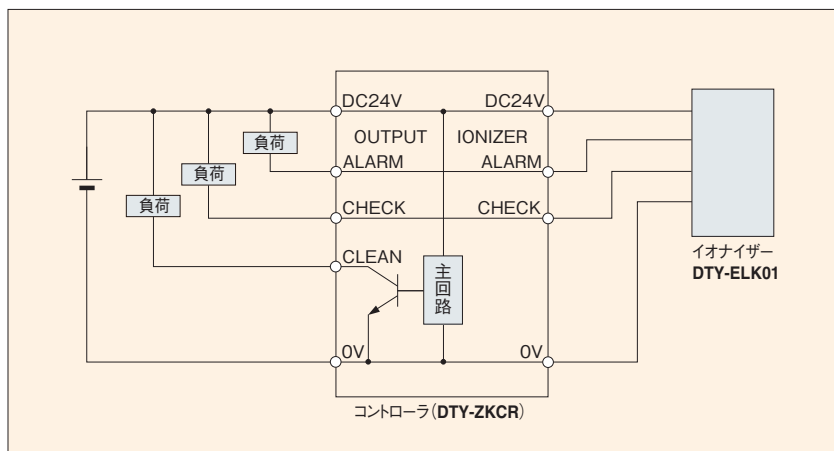 DC24V DC24V
負荷 OUTPUT IONIZER
ALARM ALARM
負荷
負荷 CHECK CHECK
CLEAN
主回路
0V 0V
イオナイザー
DTY-ELK01
コントローラ(DTY-ZKCR)